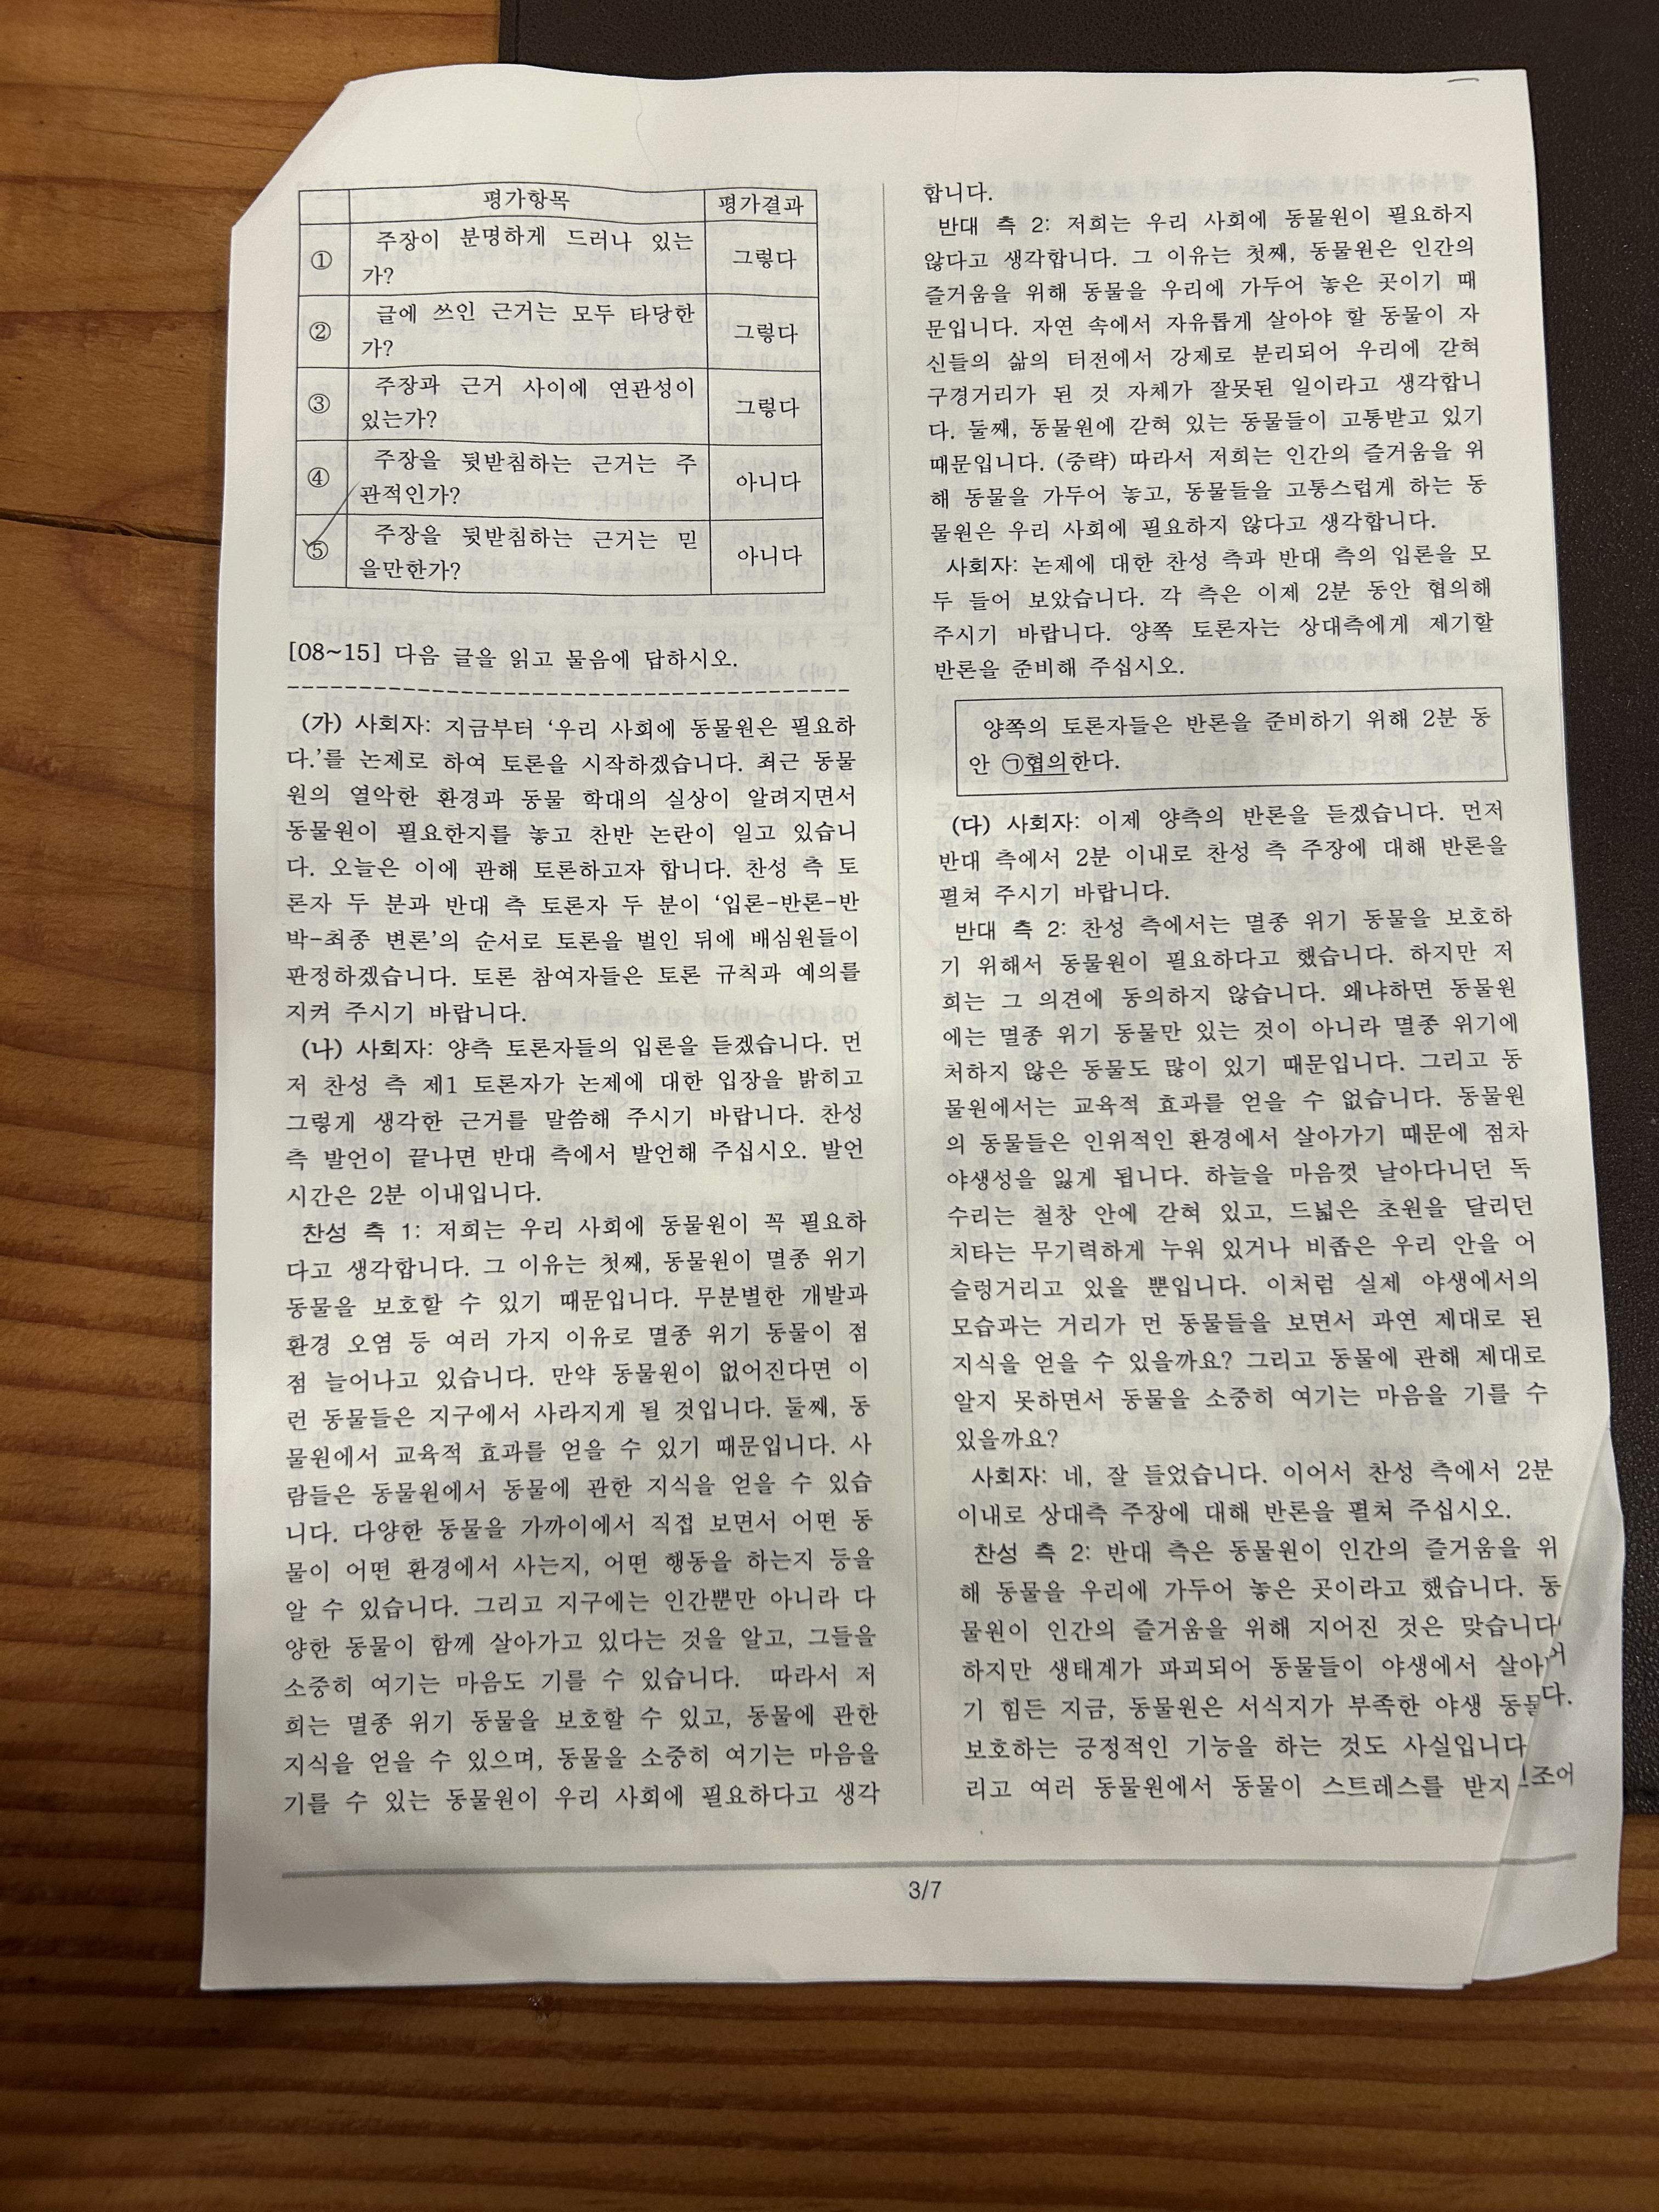 평가항목 평가결과
① 주장이 분명하게 드러나 있는 그렇다
가?
② 글에 쓰인 근거는 모두 타당한 그렇다
가?
③ 주장과 근거 사이에 연관성이 그렇다
있는가?
④ 주장을 뒷받침하는 근거는 주 아니다
관적인가?
⑤ 주장을 뒷받침하는 근거는 믿 아니다
을만한가?
[08~15] 다음 글을 읽고 물음에 답하시오.
(가) 사회자: 지금부터 ‘우리 사회에 동물원은 필요하
다.’를 논제로 하여 토론을 시작하겠습니다. 최근 동물
원의 열악한 환경과 동물 학대의 실상이 알려지면서
동물원이 필요한지를 놓고 찬반 논란이 일고 있습니
다. 오늘은 이에 관해 토론하고자 합니다. 찬성 측 토
론자 두 분과 반대 측 토론자 두 분이 ‘입론-반론-반
박-최종 변론’의 순서로 토론을 벌인 뒤에 배심원들이
판정하겠습니다. 토론 참여자들은 토론 규칙과 예의를
지켜 주시기 바랍니다.
(나) 사회자: 양측 토론자들의 입론을 듣겠습니다. 먼
저 찬성 측 제1 토론자가 논제에 대한 입장을 밝히고
그렇게 생각한 근거를 말씀해 주시기 바랍니다. 찬성
측 발언이 끝나면 반대 측에서 발언해 주십시오. 발언
시간은 2분 이내입니다.
찬성 측 1: 저희는 우리 사회에 동물원이 꼭 필요하
다고 생각합니다. 그 이유는 첫째, 동물원이 멸종 위기
동물을 보호할 수 있기 때문입니다. 무분별한 개발과
환경 오염 등 여러 가지 이유로 멸종 위기 동물이 점
점 늘어나고 있습니다. 만약 동물원이 없어진다면 이
런 동물들은 지구에서 사라지게 될 것입니다. 둘째, 동
물원에서 교육적 효과를 얻을 수 있기 때문입니다. 사
람들은 동물원에서 동물에 관한 지식을 얻을 수 있습
니다. 다양한 동물을 가까이에서 직접 보면서 어떤 동
물이 어떤 환경에서 사는지, 어떤 행동을 하는지 등을
알 수 있습니다. 그리고 지구에는 인간뿐만 아니라 다
양한 동물이 함께 살아가고 있다는 것을 알고, 그들을
소중히 여기는 마음도 기를 수 있습니다. 따라서 저
희는 멸종 위기 동물을 보호할 수 있고, 동물에 관한
지식을 얻을 수 있으며, 동물을 소중히 여기는 마음을
기를 수 있는 동물원이 우리 사회에 필요하다고 생각
합니다.
반대 측 2: 저희는 우리 사회에 동물원이 필요하지
않다고 생각합니다. 그 이유는 첫째, 동물원은 인간의
즐거움을 위해 동물을 우리에 가두어 놓은 곳이기 때
문입니다. 자연 속에서 자유롭게 살아야 할 동물이 자
신들의 삶의 터전에서 강제로 분리되어 우리에 갇혀
구경거리가 된 것 자체가 잘못된 일이라고 생각합니
다. 둘째, 동물원에 갇혀 있는 동물들이 고통받고 있기
때문입니다. (중략) 따라서 저희는 인간의 즐거움을 위
해 동물을 가두어 놓고, 동물들을 고통스럽게 하는 동
물원은 우리 사회에 필요하지 않다고 생각합니다.
사회자: 논제에 대한 찬성 측과 반대 측의 입론을 모
두 들어 보았습니다. 각 측은 이제 2분 동안 협의해
주시기 바랍니다. 양쪽 토론자는 상대측에게 제기할
반론을 준비해 주십시오.
양쪽의 토론자들은 반론을 준비하기 위해 2분 동
안 ㉠협의한다.
(다) 사회자: 이제 양측의 반론을 듣겠습니다. 먼저
반대 측에서 2분 이내로 찬성 측 주장에 대해 반론을
펼쳐 주시기 바랍니다.
반대 측 2: 찬성 측에서는 멸종 위기 동물을 보호하
기 위해서 동물원이 필요하다고 했습니다. 하지만 저
희는 그 의견에 동의하지 않습니다. 왜냐하면 동물원
에는 멸종 위기 동물만 있는 것이 아니라 멸종 위기에
처하지 않은 동물도 많이 있기 때문입니다. 그리고 동
물원에서는 교육적 효과를 얻을 수 없습니다. 동물원
의 동물들은 인위적인 환경에서 살아가기 때문에 점차
야생성을 잃게 됩니다. 하늘을 마음껏 날아다니던 독
수리는 철창 안에 갇혀 있고, 드넓은 초원을 달리던
치타는 무기력하게 누워 있거나 비좁은 우리 안을 어
슬렁거리고 있을 뿐입니다. 이처럼 실제 야생에서의
모습과는 거리가 먼 동물들을 보면서 과연 제대로 된
지식을 얻을 수 있을까요? 그리고 동물에 관해 제대로
알지 못하면서 동물을 소중히 여기는 마음을 기를 수
있을까요?
사회자: 네, 잘 들었습니다. 이어서 찬성 측에서 2분
이내로 상대측 주장에 대해 반론을 펼쳐 주십시오.
찬성 측 2: 반대 측은 동물원이 인간의 즐거움을 위
해 동물을 우리에 가두어 놓은 곳이라고 했습니다. 동
물원이 인간의 즐거움을 위해 지어진 것은 맞습니다
하지만 생태계가 파괴되어 동물들이 야생에서 살아
기 힘든 지금, 동물원은 서식지가 부족한 야생 동물
보호하는 긍정적인 기능을 하는 것도 사실입니다
리고 여러 동물원에서 동물이 스트레스를 받지
3/7